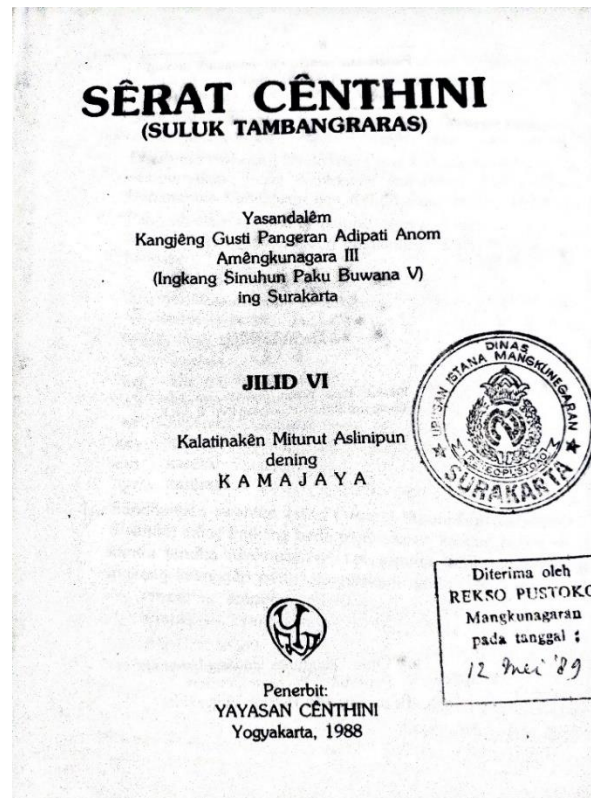 SÊRAT CÊNTHINI
(SULUK TAMBANGRARAS)
Yasandalêm
Kangjêng Gusti Pangeran Adipati Anom
Amêngkunagara III
(Ingkang Sinuhun Paku Buwana V)
ing Surakarta
JILID VI
Kalatinakên Miturut Aslinipun
dening
KAMAJAYA
DINAS
URUSAN ISTANA MANGKUNEGARAN
SURAKARTA
Diterima oleh
REKSO PUSTOKO
Mangkunagaran
pada tanggal :
12 Mei '89
Penerbit:
YAYASAN CÊNTHINI
Yogyakarta, 1988